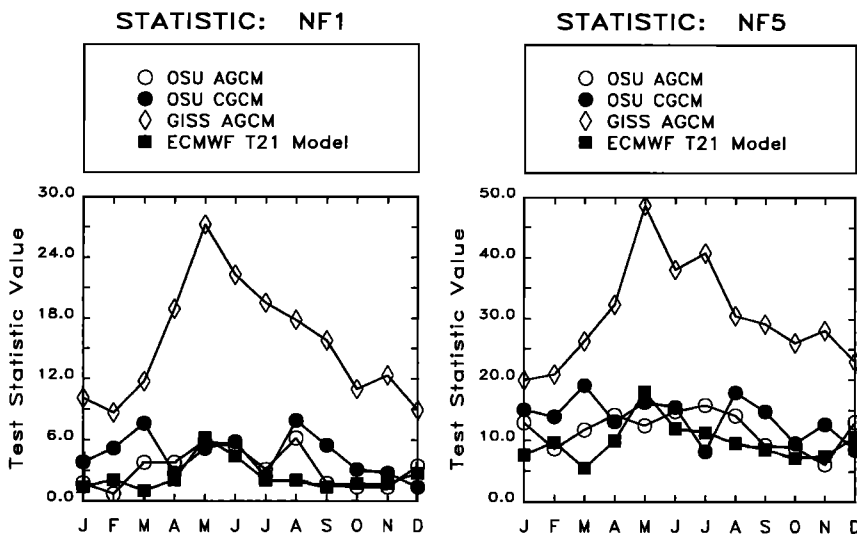 STATISTIC: NF1
OSU AGCM
OSU CGCM
GISS AGCM
ECMWF T21 Model
Test Statistic Value
30.0
24.0
18.0
12.0
6.0
0.0
J F M A M J J A S O N D
STATISTIC: NF5
OSU AGCM
OSU CGCM
GISS AGCM
ECMWF T21 Model
Test Statistic Value
50.0
40.0
30.0
20.0
10.0
0.0
J F M A M J J A S O N D